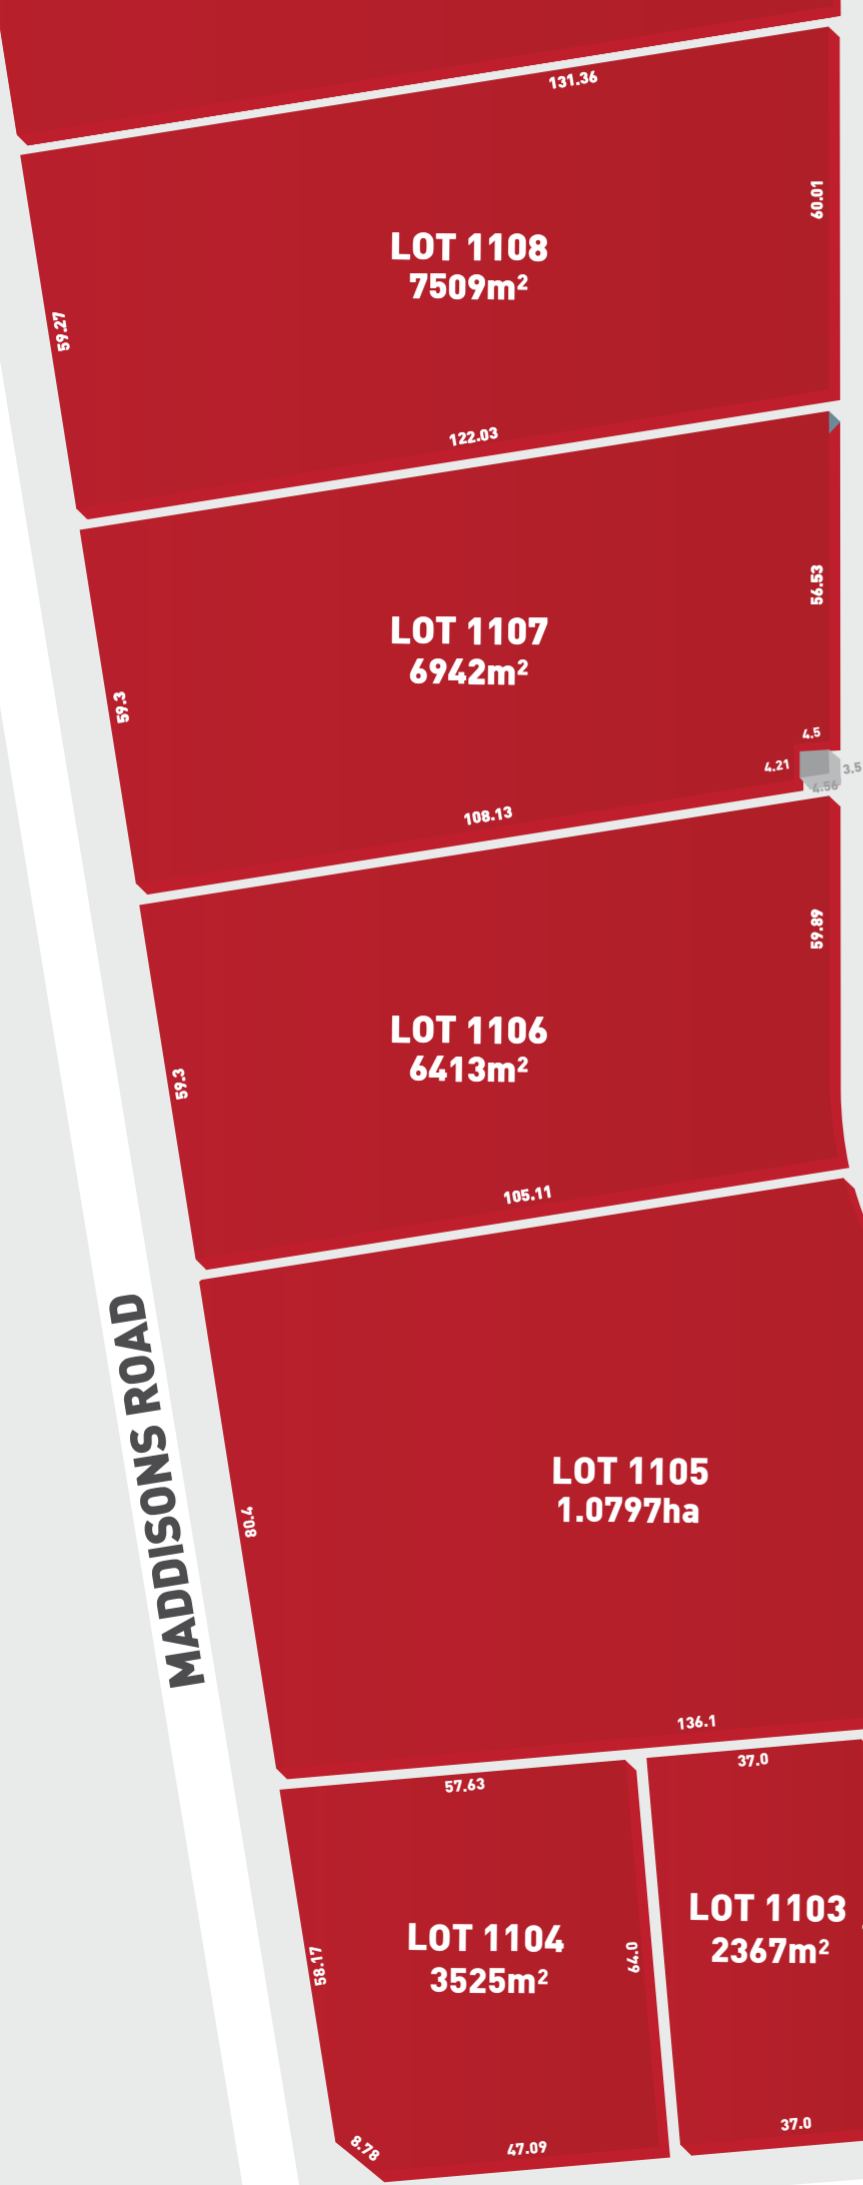 131.36
60.01
LOT 1108
7509m²
59.27
122.03
56.53
LOT 1107
6942m²
59.3
4.5
4.21
3.5
4.56
108.13
59.89
LOT 1106
6413m²
59.3
105.11
MADDISONS ROAD
LOT 1105
1.0797ha
80.4
136.1
57.63
37.0
LOT 1104
3525m²
58.17
64.0
LOT 1103
2367m²
8.78
47.09
37.0